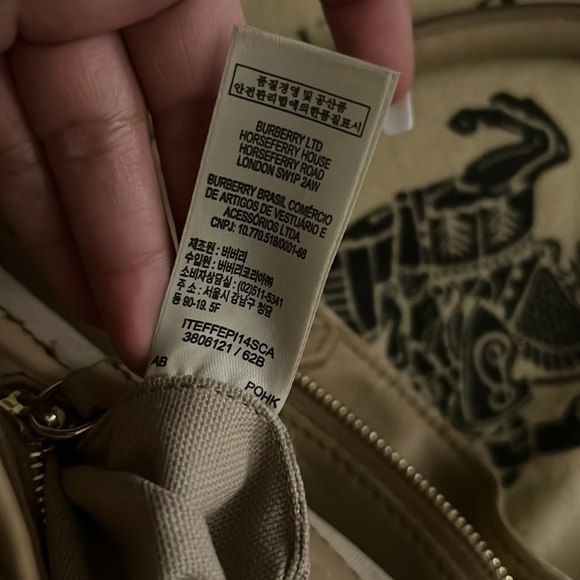 품질경영 및 공산품
안전관리법에의한품질표시
BURBERRY LTD
HORSEFERRY HOUSE
HORSEFERRY ROAD
LONDON SW1P 2AW
BURBERRY BRASIL COMÉRCIO
DE ARTIGOS DE VESTUÁRIO E
ACESSÓRIOS LTDA.
CNPJ: 10.770.518/0001-68
제조원 : 버버리
수입원 : 버버리코리아㈜
소비자상담실 : (02)511-5341
주 소 : 서울시 강남구 청담
동 90-19. 5F
ITEFFEPI14SCA
3806121 / 62B
AB
POHK